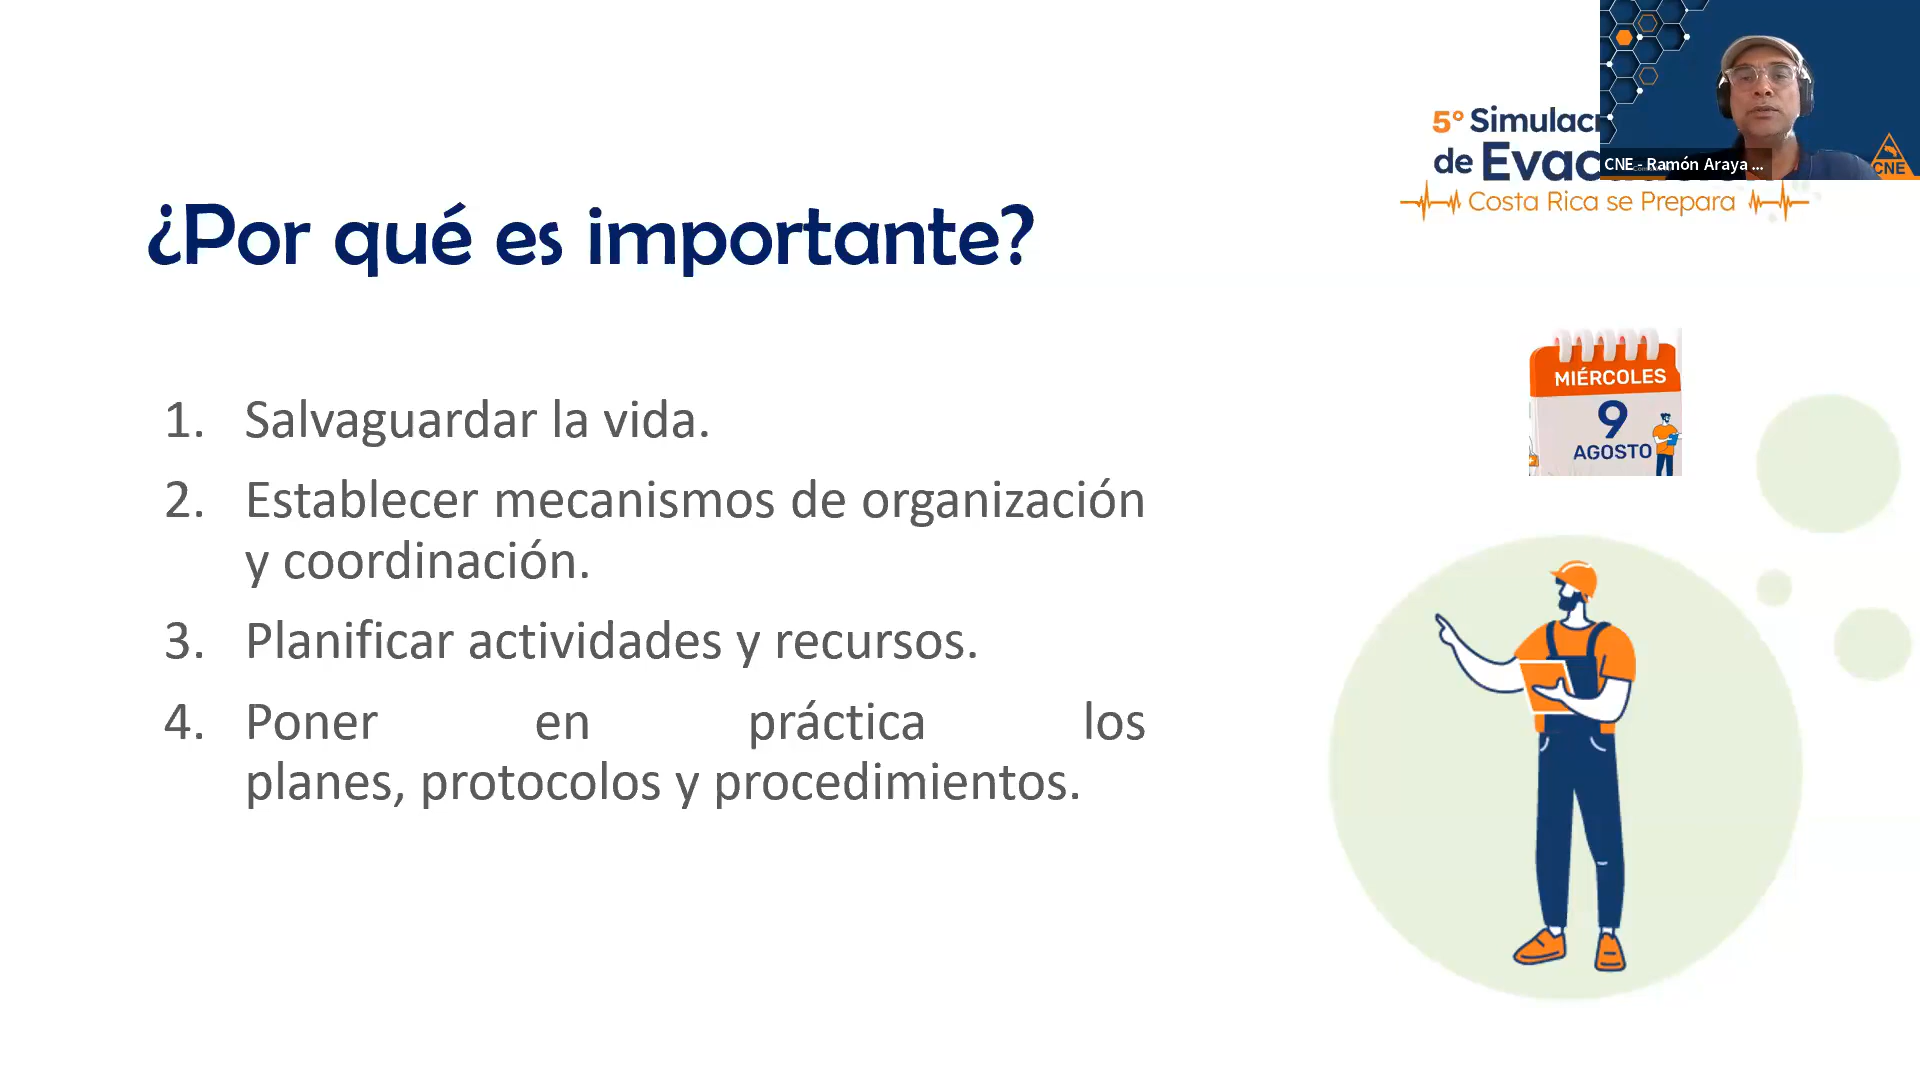 5° Simulac
de Evac
Costa Rica se Prepara
CNE - Ramón Araya ...
CNE
¿Por qué es importante?
1. Salvaguardar la vida.
2. Establecer mecanismos de organización
y coordinación.
3. Planificar actividades y recursos.
4. Poner en práctica los
planes, protocolos y procedimientos.
MIÉRCOLES
9
AGOSTO